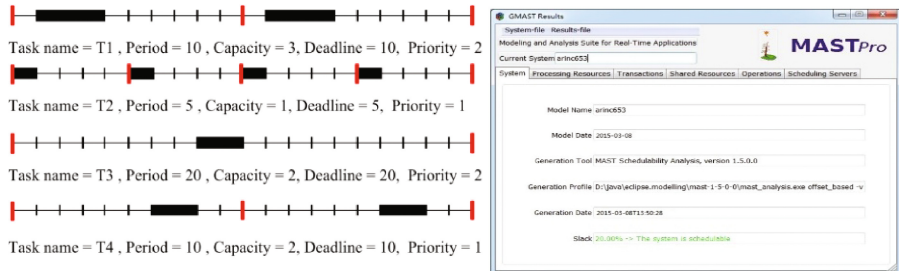 Task name = T1 , Period = 10 , Capacity = 3, Deadline = 10, Priority = 2
Task name = T2 , Period = 5 , Capacity = 1, Deadline = 5, Priority = 1
Task name = T3 , Period = 20 , Capacity = 2, Deadline = 20, Priority = 2
Task name = T4 , Period = 10 , Capacity = 2, Deadline = 10, Priority = 1
GMAST Results
System-file Results-file
Modeling and Analysis Suite for Real-Time Applications
MASTPro
Current System arinc653
System Processing Resources Transactions Shared Resources Operations Scheduling Servers
Model Name arinc653
Model Date 2015-03-08
Generation Tool MAST Schedulability Analysis, version 1.5.0.0
Generation Profile D:\java\eclipse.modelling\mast-1-5-0-0\mast_analysis.exe offset_based -v
Generation Date 2015-03-08T13:50:28
Slack 20.00% -> The system is schedulable